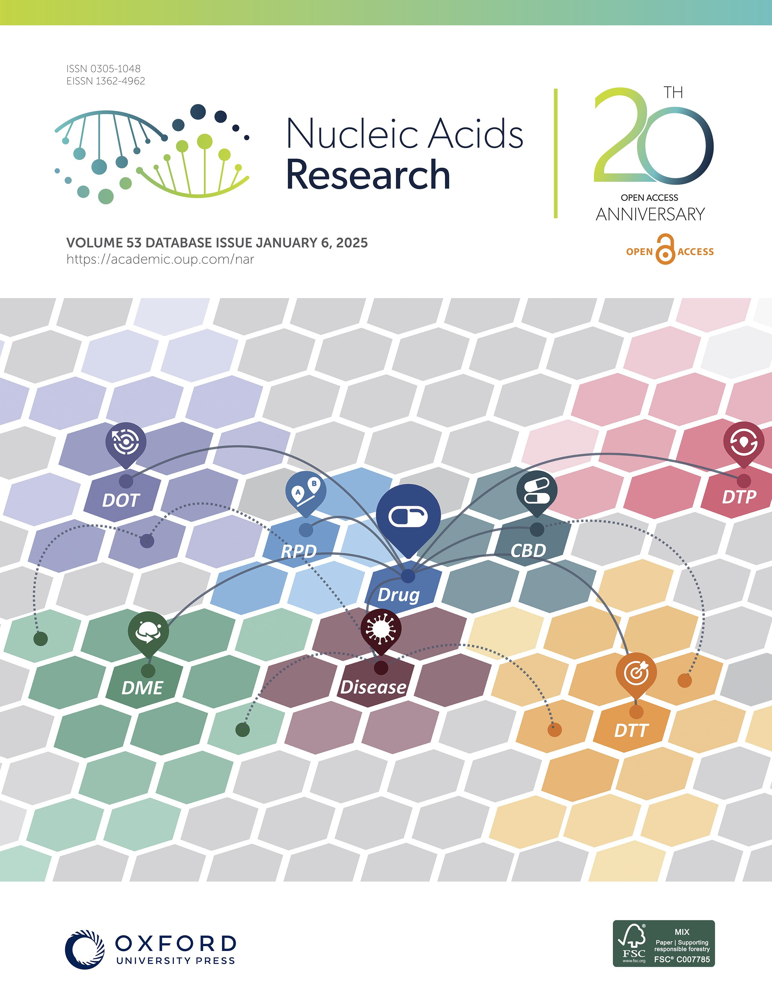 ISSN 0305-1048
EISSN 1362-4962
Nucleic Acids
Research
20TH
OPEN ACCESS
ANNIVERSARY
OPEN ACCESS
VOLUME 53 DATABASE ISSUE JANUARY 6, 2025
https://academic.oup.com/nar
DOT
A B
RPD
CBD
DTP
Drug
DME
Disease
DTT
OXFORD
UNIVERSITY PRESS
FSC®
www.fsc.org
MIX
Paper | Supporting
responsible forestry
FSC® C007785